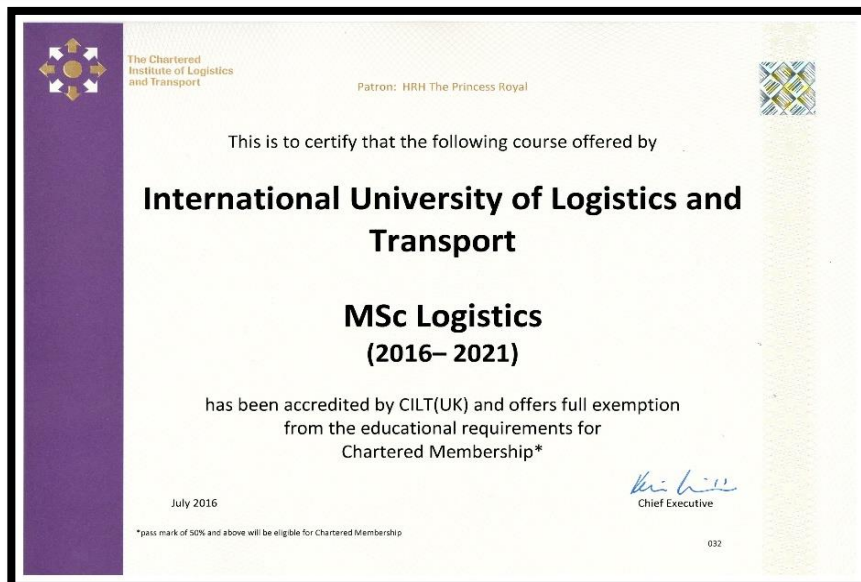 The Chartered
Institute of Logistics
and Transport
Patron: HRH The Princess Royal
This is to certify that the following course offered by
International University of Logistics and
Transport
MSc Logistics
(2016– 2021)
has been accredited by CILT(UK) and offers full exemption
from the educational requirements for
Chartered Membership*
July 2016
Chief Executive
*pass mark of 50% and above will be eligible for Chartered Membership
032